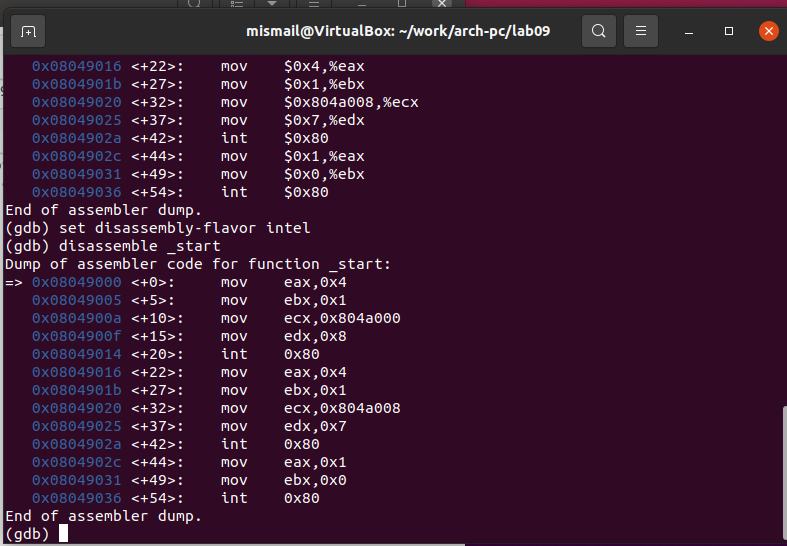 mismail@VirtualBox: ~/work/arch-pc/lab09
0x08049016 <+22>: mov $0x4,%eax
0x0804901b <+27>: mov $0x1,%ebx
0x08049020 <+32>: mov $0x804a008,%ecx
0x08049025 <+37>: mov $0x7,%edx
0x0804902a <+42>: int $0x80
0x0804902c <+44>: mov $0x1,%eax
0x08049031 <+49>: mov $0x0,%ebx
0x08049036 <+54>: int $0x80
End of assembler dump.
(gdb) set disassembly-flavor intel
(gdb) disassemble _start
Dump of assembler code for function _start:
=> 0x08049000 <+0>: mov eax,0x4
0x08049005 <+5>: mov ebx,0x1
0x0804900a <+10>: mov ecx,0x804a000
0x0804900f <+15>: mov edx,0x8
0x08049014 <+20>: int 0x80
0x08049016 <+22>: mov eax,0x4
0x0804901b <+27>: mov ebx,0x1
0x08049020 <+32>: mov ecx,0x804a008
0x08049025 <+37>: mov edx,0x7
0x0804902a <+42>: int 0x80
0x0804902c <+44>: mov eax,0x1
0x08049031 <+49>: mov ebx,0x0
0x08049036 <+54>: int 0x80
End of assembler dump.
(gdb)